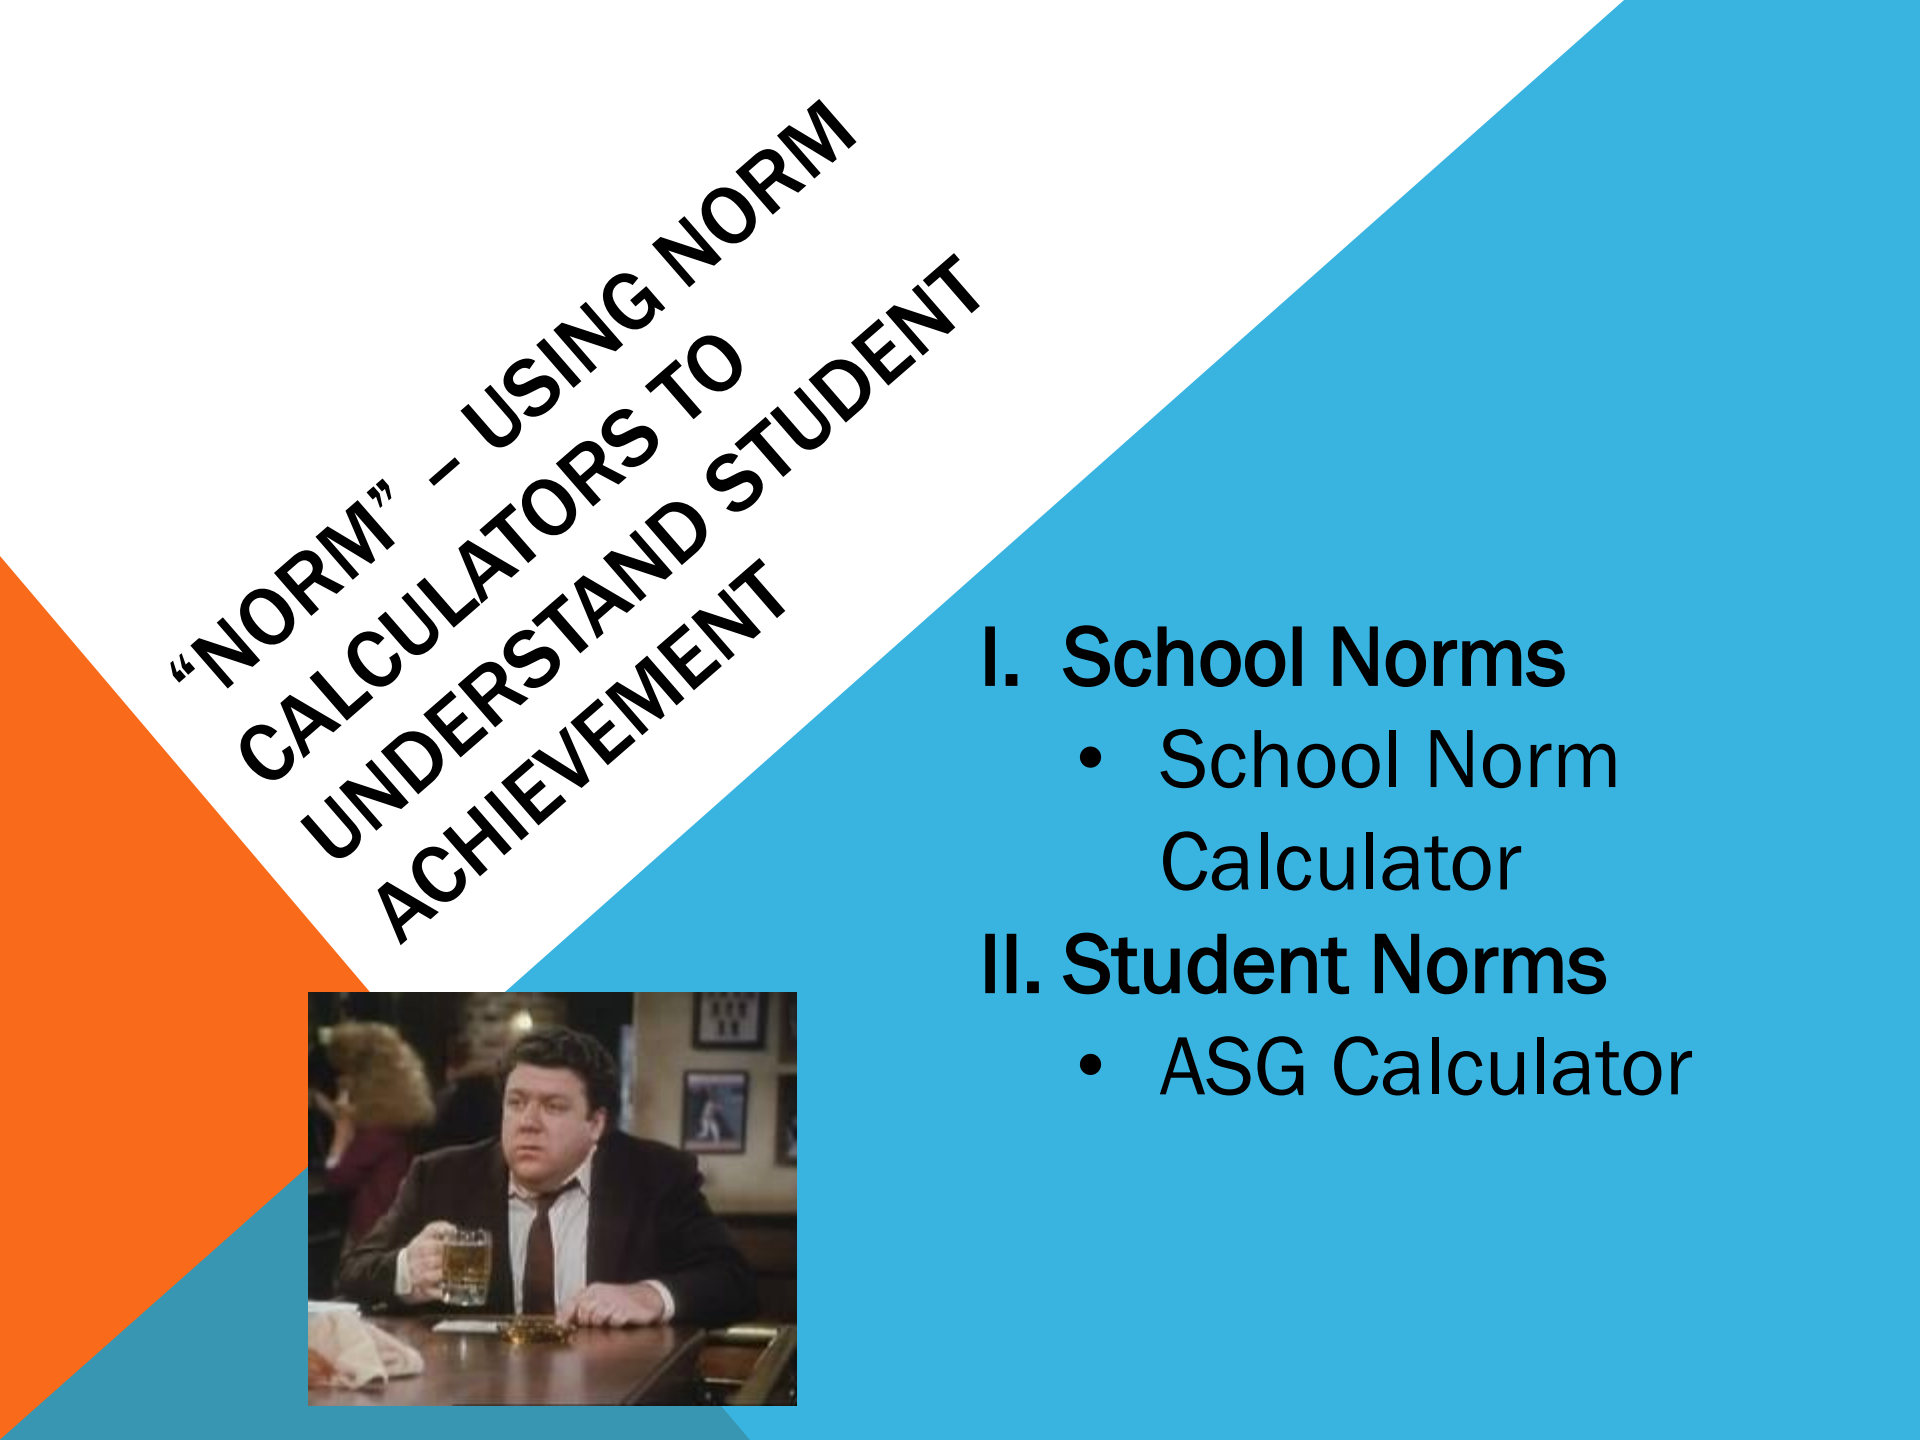 “NORM” – USING NORM
CALCULATORS TO
UNDERSTAND STUDENT
ACHIEVEMENT
I. School Norms
• School Norm
Calculator
II. Student Norms
• ASG Calculator